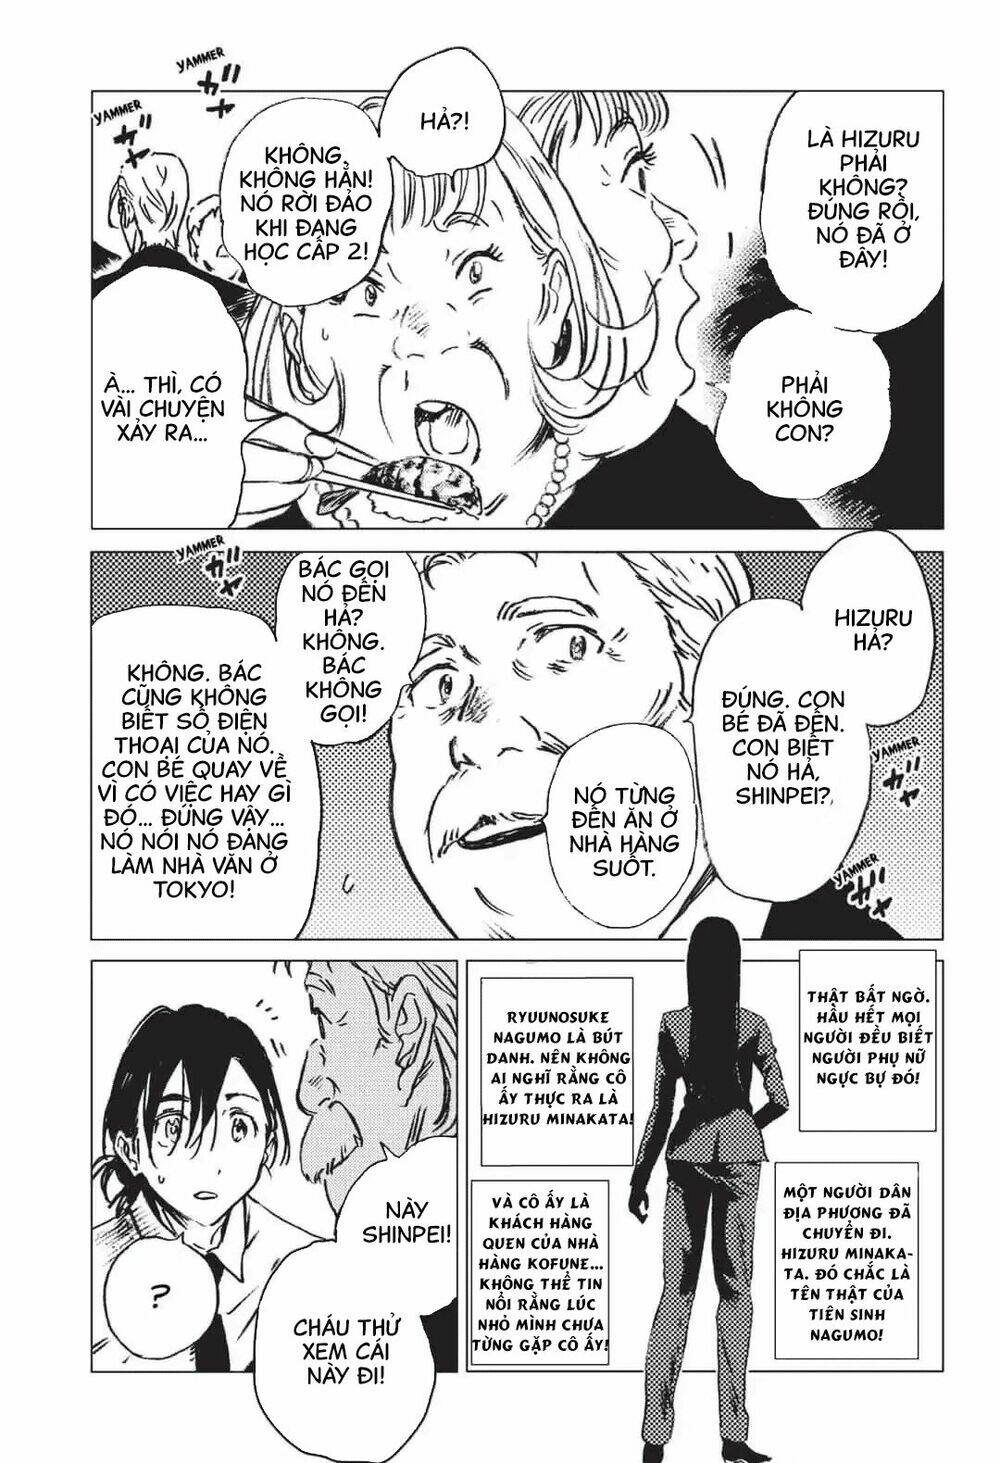 LÀ HIZURU
PHẢI
KHÔNG?
ĐÚNG RỒI,
NÓ ĐÃ Ở
ĐÂY!
PHẢI
KHÔNG
CON?
HẢ?!
KHÔNG,
KHÔNG HẲN!
NÓ RỜI ĐẢO
KHI ĐANG
HỌC CẤP 2!
YAMMER
YAMMER
À... THÌ, CÓ
VÀI CHUYỆN
XẢY RA...
HIZURU
HẢ?
ĐÚNG. CON
BÉ ĐÃ ĐẾN.
CON BIẾT
NÓ HẢ,
SHINPEI?
NÓ TỪNG
ĐẾN ĂN Ở
NHÀ HÀNG
SUỐT.
YAMMER
YAMMER
BÁC GỌI
NÓ ĐẾN
HẢ?
KHÔNG.
BÁC
KHÔNG
GỌI!
YAMMER
KHÔNG. BÁC
CŨNG KHÔNG
BIẾT SỐ ĐIỆN
THOẠI CỦA NÓ.
CON BÉ QUAY VỀ
VÌ CÓ VIỆC HAY GÌ
ĐÓ... ĐÚNG VẬY...
NÓ NÓI NÓ ĐANG
LÀM NHÀ VĂN Ở
TOKYO!
THẬT BẤT NGỜ.
HẦU HẾT MỌI
NGƯỜI ĐỀU BIẾT
NGƯỜI PHỤ NỮ
NGỰC BỰ ĐÓ!
MỘT NGƯỜI DÂN
ĐỊA PHƯƠNG ĐÃ
CHUYỂN ĐI.
HIZURU MINAKA-
TA. ĐÓ CHẮC LÀ
TÊN THẬT CỦA
TIÊN SINH
NAGUMO!
RYUUNOSUKE
NAGUMO LÀ BÚT
DANH. NÊN KHÔNG
AI NGHĨ RẰNG CÔ
ẤY THỰC RA LÀ
HIZURU MINAKATA!
VÀ CÔ ẤY LÀ
KHÁCH HÀNG
QUEN CỦA NHÀ
HÀNG KOFUNE...
KHÔNG THỂ TIN
NỔI RẰNG LÚC
NHỎ MÌNH CHƯA
TỪNG GẶP CÔ ẤY!
NÀY
SHINPEI!
CHÁU THỬ
XEM CÁI
NÀY ĐI!
?